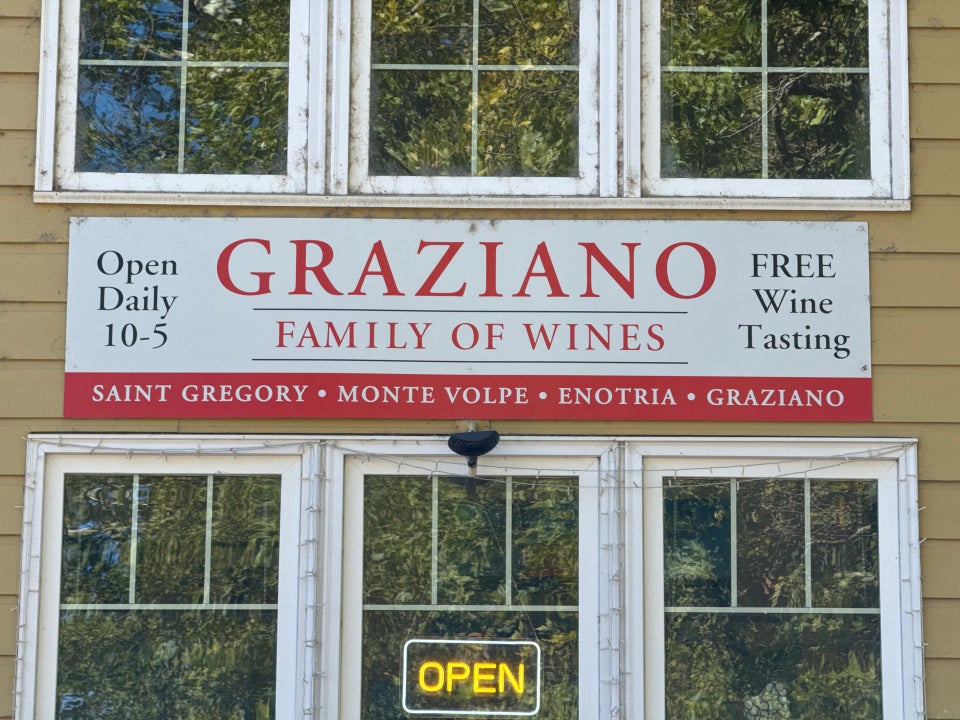 Open
Daily
10-5
GRAZIANO
FAMILY OF WINES
FREE
Wine
Tasting
SAINT GREGORY • MONTE VOLPE • ENOTRIA • GRAZIANO
OPEN